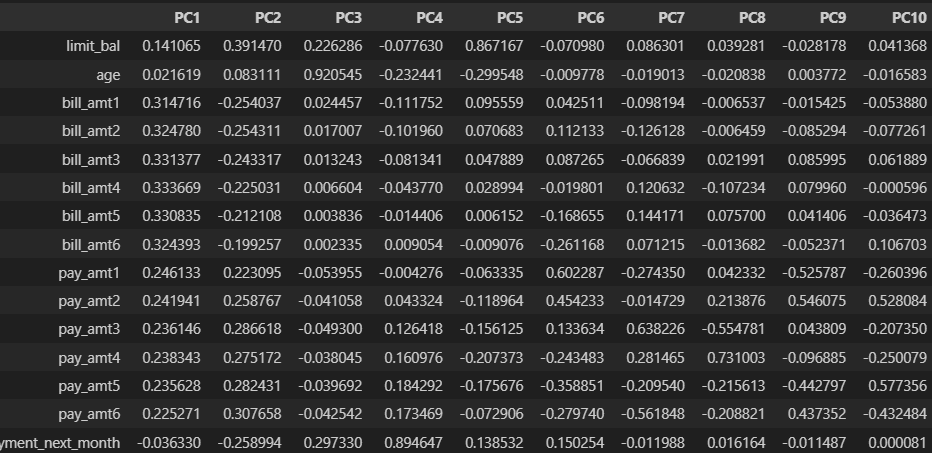 PC1 PC2 PC3 PC4 PC5 PC6 PC7 PC8 PC9 PC10
limit_bal 0.141065 0.391470 0.226286 -0.077630 0.867167 -0.070980 0.086301 0.039281 -0.028178 0.041368
age 0.021619 0.083111 0.920545 -0.232441 -0.299548 -0.009778 -0.019013 -0.020838 0.003772 -0.016583
bill_amt1 0.314716 -0.254037 0.024457 -0.111752 0.095559 0.042511 -0.098194 -0.006537 -0.015425 -0.053880
bill_amt2 0.324780 -0.254311 0.017007 -0.101960 0.070683 0.112133 -0.126128 -0.006459 -0.085294 -0.077261
bill_amt3 0.331377 -0.243317 0.013243 -0.081341 0.047889 0.087265 -0.066839 0.021991 0.085995 0.061889
bill_amt4 0.333669 -0.225031 0.006604 -0.043770 0.028994 -0.019801 0.120632 -0.107234 0.079960 -0.000596
bill_amt5 0.330835 -0.212108 0.003836 -0.014406 0.006152 -0.168655 0.144171 0.075700 0.041406 -0.036473
bill_amt6 0.324393 -0.199257 0.002335 0.009054 -0.009076 -0.261168 0.071215 -0.013682 -0.052371 0.106703
pay_amt1 0.246133 0.223095 -0.053955 -0.004276 -0.063335 0.602287 -0.274350 0.042332 -0.525787 -0.260396
pay_amt2 0.241941 0.258767 -0.041058 0.043324 -0.118964 0.454233 -0.014729 0.213876 0.546075 0.528084
pay_amt3 0.236146 0.286618 -0.049300 0.126418 -0.156125 0.133634 0.638226 -0.554781 0.043809 -0.207350
pay_amt4 0.238343 0.275172 -0.038045 0.160976 -0.207373 -0.243483 0.281465 0.731003 -0.096885 -0.250079
pay_amt5 0.235628 0.282431 -0.039692 0.184292 -0.175676 -0.358851 -0.209540 -0.215613 -0.442797 0.577356
pay_amt6 0.225271 0.307658 -0.042542 0.173469 -0.072906 -0.279740 -0.561848 -0.208821 0.437352 -0.432484
yment_next_month -0.036330 -0.258994 0.297330 0.894647 0.138532 0.150254 -0.011988 0.016164 -0.011487 0.000081